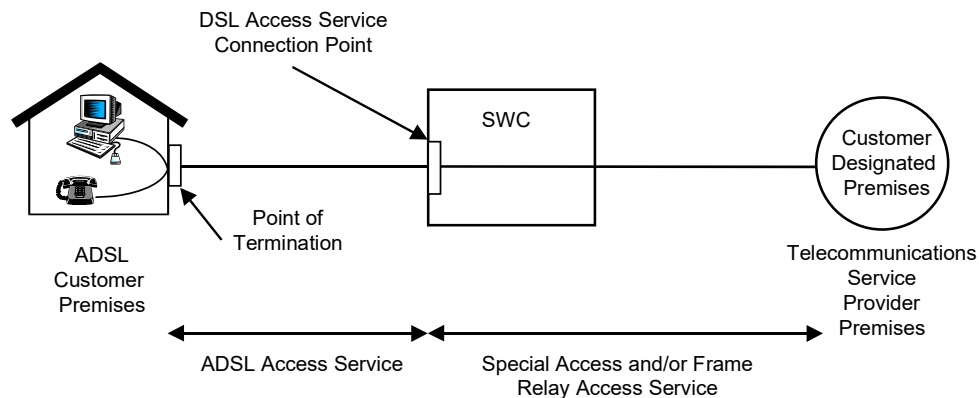 DSL Access Service
Connection Point
SWC
Customer
Designated
Premises
Point of
Termination
ADSL
Customer
Premises
Telecommunications
Service
Provider
Premises
ADSL Access Service
Special Access and/or Frame
Relay Access Service